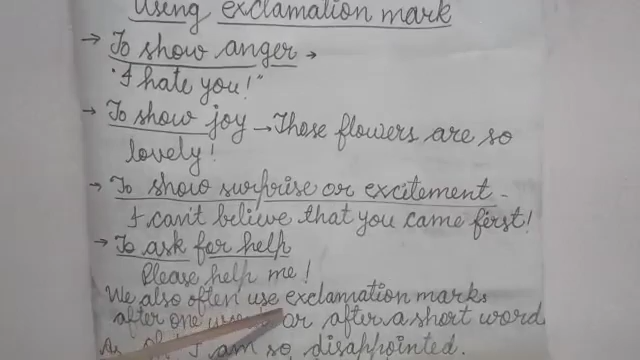 Using exclamation mark
→ To show anger →
"I hate you!"
→ To show joy → Those flowers are so
lovely!
→ To show surprise or excitement -
I can't believe that you came first!
→ To ask for help
Please help me!
We also often use exclamation marks
after one or after a short word
I am so disappointed.